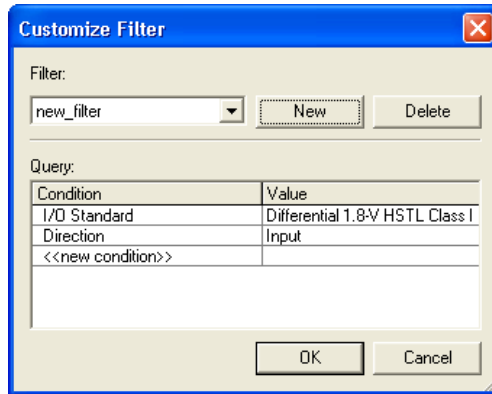 Customize Filter
Filter:
new_filter New Delete
Query:
Condition Value
I/O Standard Differential 1.8-V HSTL Class I
Direction Input
<<new condition>>
OK Cancel